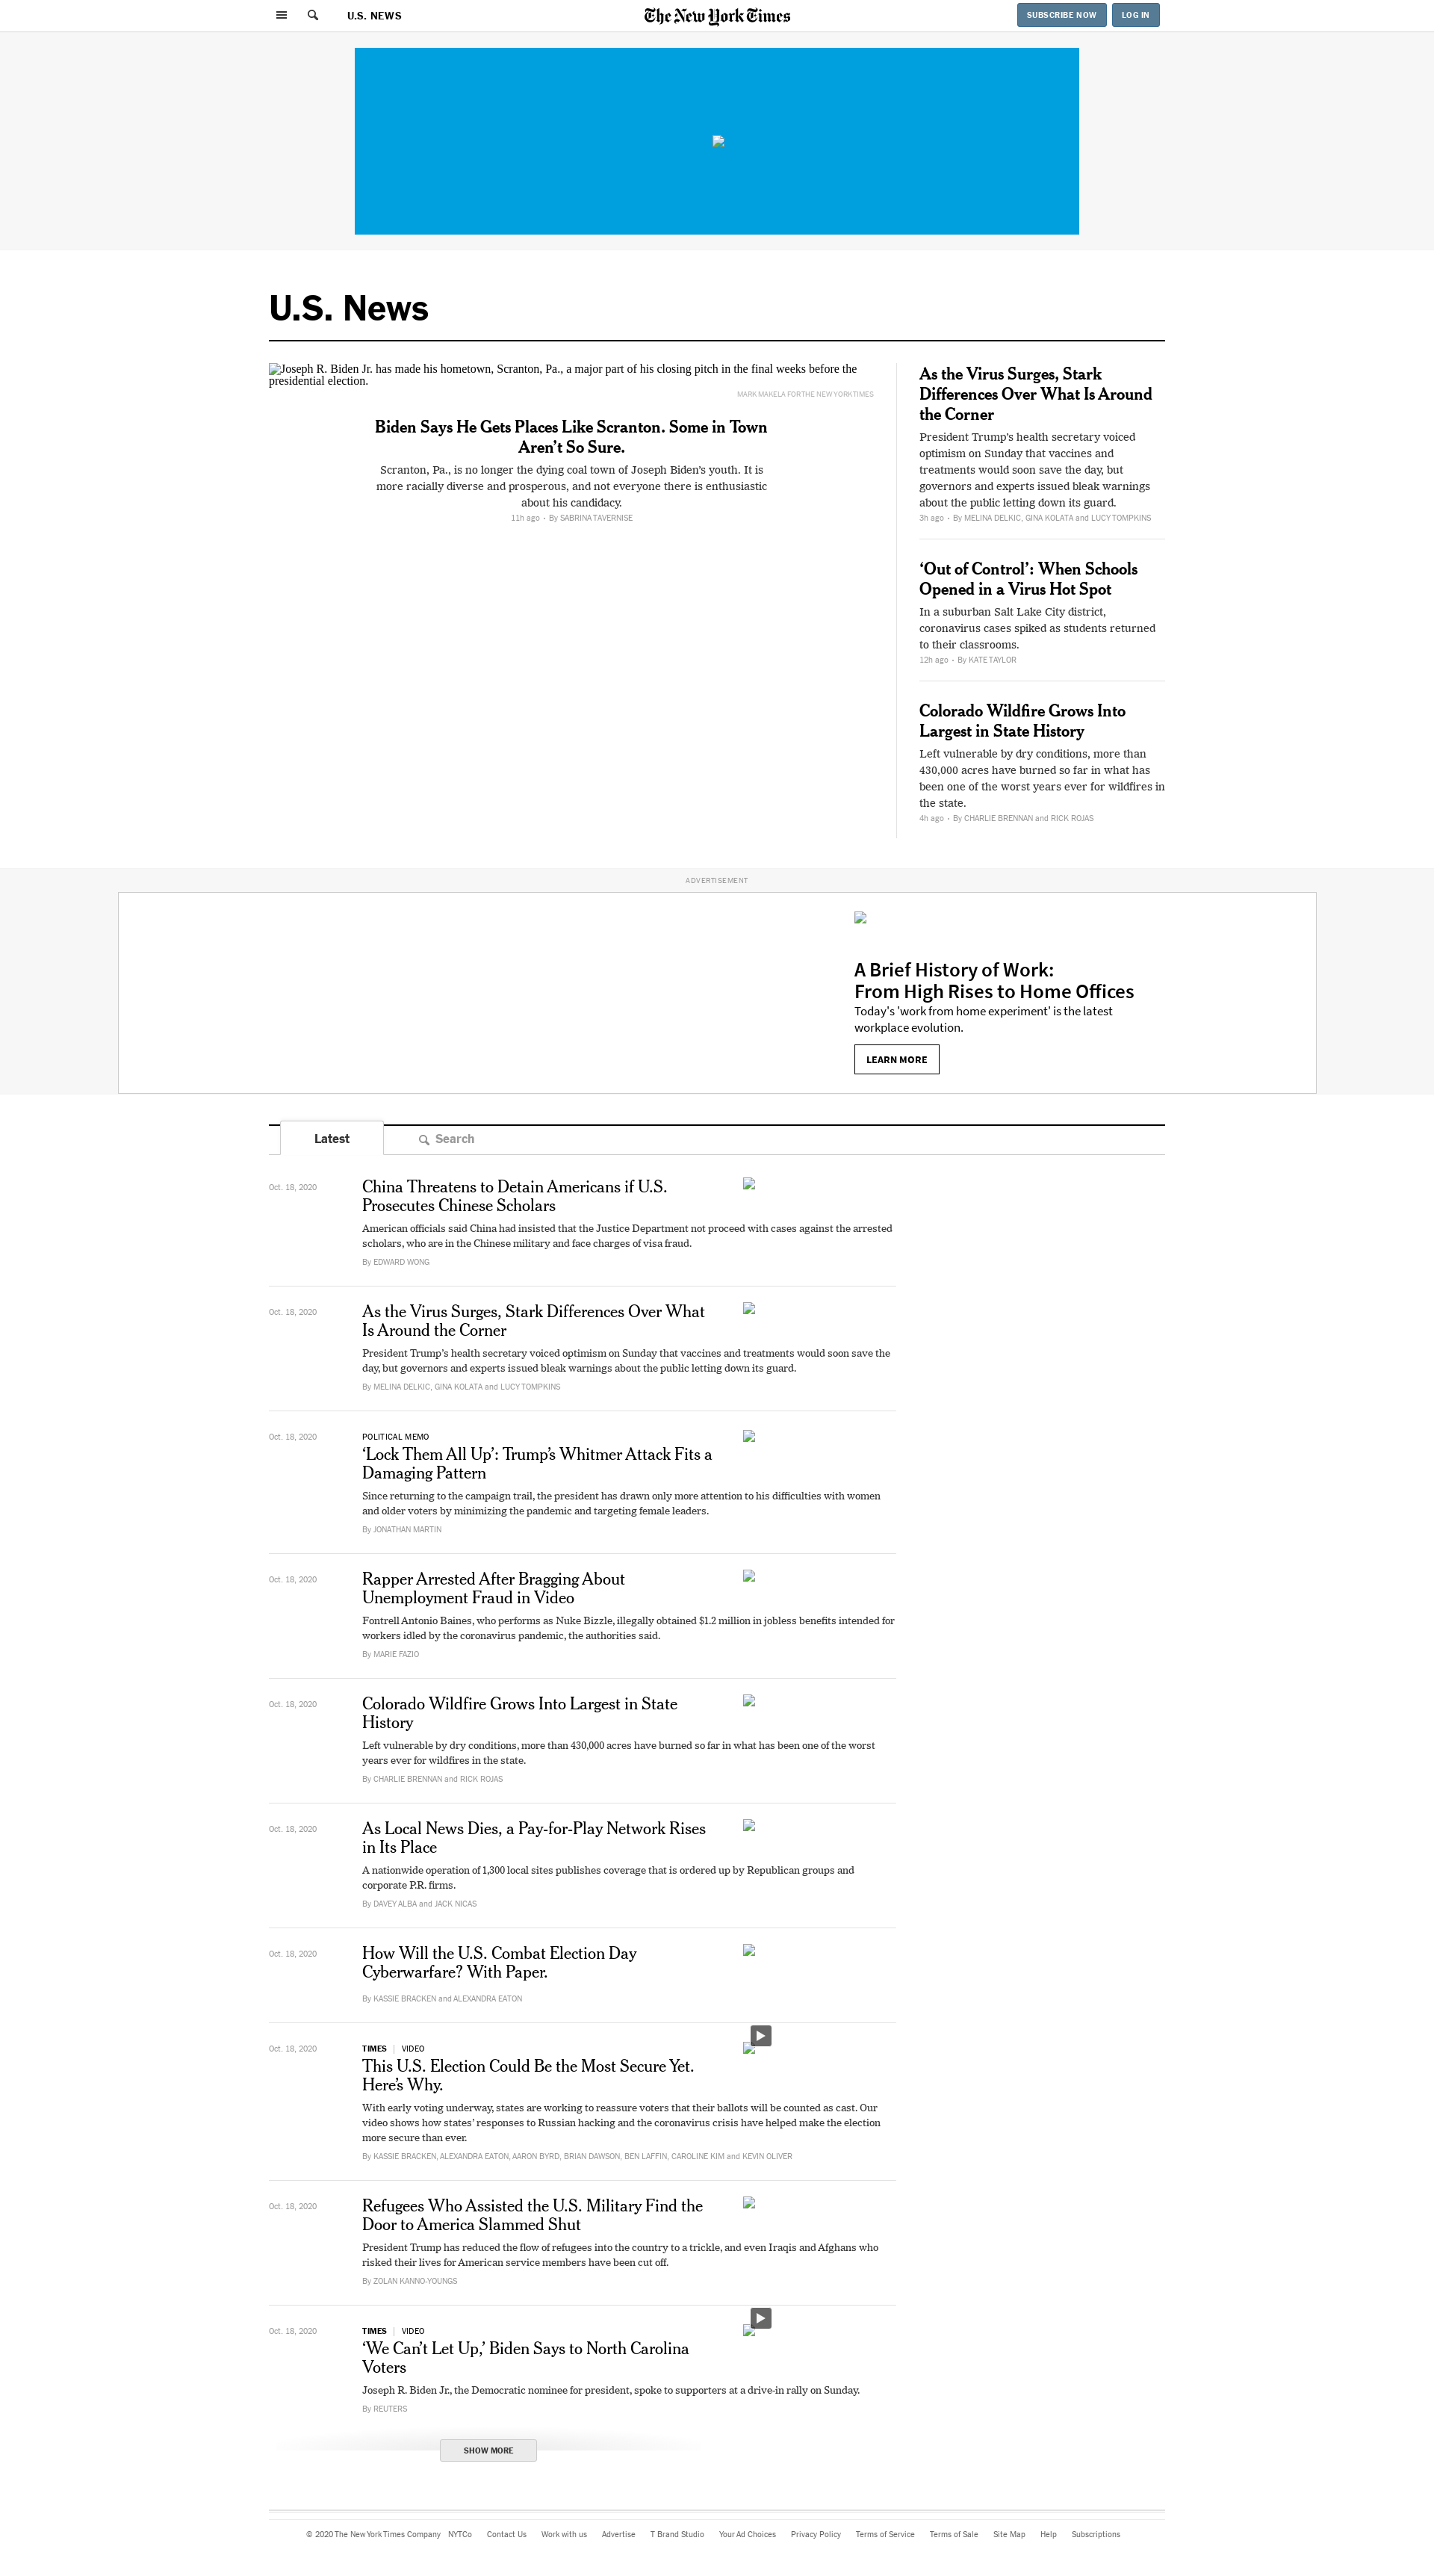 U.S. NEWS
The New York Times
SUBSCRIBE NOW
LOG IN
U.S. News
Joseph R. Biden Jr. has made his hometown, Scranton, Pa., a major part of his closing pitch in the final weeks before the
presidential election.
MARK MAKELA FOR THE NEW YORK TIMES
Biden Says He Gets Places Like Scranton. Some in Town
Aren’t So Sure.
Scranton, Pa., is no longer the dying coal town of Joseph Biden’s youth. It is
more racially diverse and prosperous, and not everyone there is enthusiastic
about his candidacy.
11h ago · By SABRINA TAVERNISE
As the Virus Surges, Stark
Differences Over What Is Around
the Corner
President Trump’s health secretary voiced
optimism on Sunday that vaccines and
treatments would soon save the day, but
governors and experts issued bleak warnings
about the public letting down its guard.
3h ago · By MELINA DELKIC, GINA KOLATA and LUCY TOMPKINS
‘Out of Control’: When Schools
Opened in a Virus Hot Spot
In a suburban Salt Lake City district,
coronavirus cases spiked as students returned
to their classrooms.
12h ago · By KATE TAYLOR
Colorado Wildfire Grows Into
Largest in State History
Left vulnerable by dry conditions, more than
430,000 acres have burned so far in what has
been one of the worst years ever for wildfires in
the state.
4h ago · By CHARLIE BRENNAN and RICK ROJAS
ADVERTISEMENT
A Brief History of Work:
From High Rises to Home Offices
Today's 'work from home experiment' is the latest
workplace evolution.
LEARN MORE
Latest
Search
Oct. 18, 2020
China Threatens to Detain Americans if U.S.
Prosecutes Chinese Scholars
American officials said China had insisted that the Justice Department not proceed with cases against the arrested
scholars, who are in the Chinese military and face charges of visa fraud.
By EDWARD WONG
Oct. 18, 2020
As the Virus Surges, Stark Differences Over What
Is Around the Corner
President Trump’s health secretary voiced optimism on Sunday that vaccines and treatments would soon save the
day, but governors and experts issued bleak warnings about the public letting down its guard.
By MELINA DELKIC, GINA KOLATA and LUCY TOMPKINS
Oct. 18, 2020
POLITICAL MEMO
‘Lock Them All Up’: Trump’s Whitmer Attack Fits a
Damaging Pattern
Since returning to the campaign trail, the president has drawn only more attention to his difficulties with women
and older voters by minimizing the pandemic and targeting female leaders.
By JONATHAN MARTIN
Oct. 18, 2020
Rapper Arrested After Bragging About
Unemployment Fraud in Video
Fontrell Antonio Baines, who performs as Nuke Bizzle, illegally obtained $1.2 million in jobless benefits intended for
workers idled by the coronavirus pandemic, the authorities said.
By MARIE FAZIO
Oct. 18, 2020
Colorado Wildfire Grows Into Largest in State
History
Left vulnerable by dry conditions, more than 430,000 acres have burned so far in what has been one of the worst
years ever for wildfires in the state.
By CHARLIE BRENNAN and RICK ROJAS
Oct. 18, 2020
As Local News Dies, a Pay-for-Play Network Rises
in Its Place
A nationwide operation of 1,300 local sites publishes coverage that is ordered up by Republican groups and
corporate P.R. firms.
By DAVEY ALBA and JACK NICAS
Oct. 18, 2020
How Will the U.S. Combat Election Day
Cyberwarfare? With Paper.
By KASSIE BRACKEN and ALEXANDRA EATON
Oct. 18, 2020
TIMES | VIDEO
This U.S. Election Could Be the Most Secure Yet.
Here’s Why.
With early voting underway, states are working to reassure voters that their ballots will be counted as cast. Our
video shows how states’ responses to Russian hacking and the coronavirus crisis have helped make the election
more secure than ever.
By KASSIE BRACKEN, ALEXANDRA EATON, AARON BYRD, BRIAN DAWSON, BEN LAFFIN, CAROLINE KIM and KEVIN OLIVER
Oct. 18, 2020
Refugees Who Assisted the U.S. Military Find the
Door to America Slammed Shut
President Trump has reduced the flow of refugees into the country to a trickle, and even Iraqis and Afghans who
risked their lives for American service members have been cut off.
By ZOLAN KANNO-YOUNGS
Oct. 18, 2020
TIMES | VIDEO
‘We Can’t Let Up,’ Biden Says to North Carolina
Voters
Joseph R. Biden Jr., the Democratic nominee for president, spoke to supporters at a drive-in rally on Sunday.
By REUTERS
SHOW MORE
© 2020 The New York Times Company NYTCo Contact Us Work with us Advertise T Brand Studio Your Ad Choices Privacy Policy Terms of Service Terms of Sale Site Map Help Subscriptions